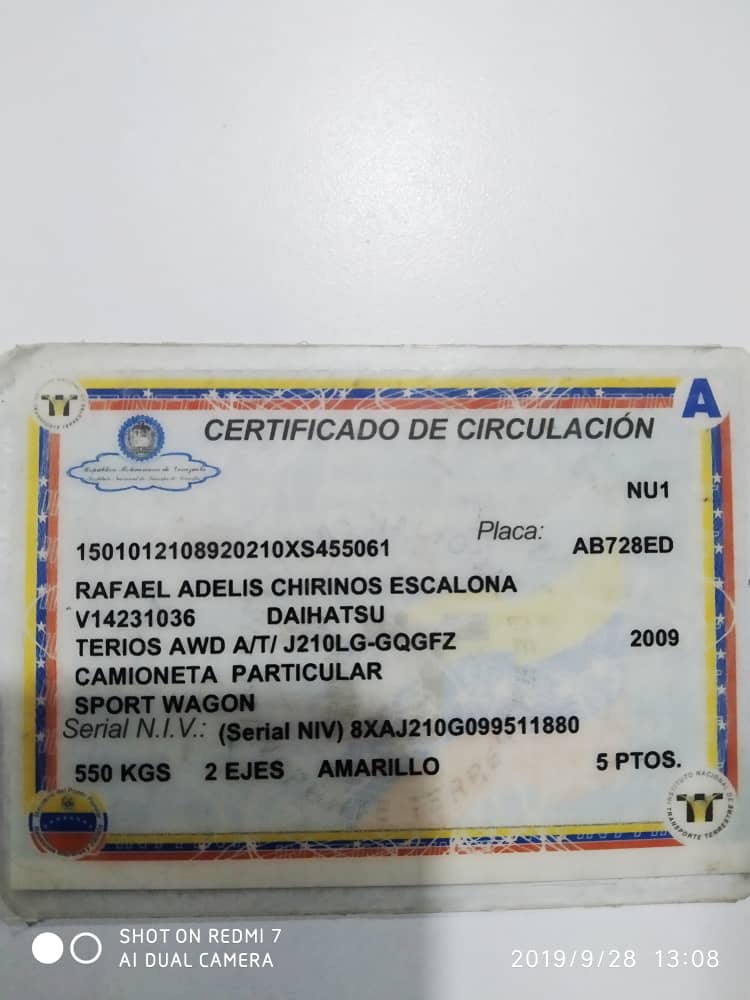 A
CERTIFICADO DE CIRCULACIÓN
República Bolivariana de Venezuela
NU1
Placa:
1501012108920210XS455061 AB728ED
RAFAEL ADELIS CHIRINOS ESCALONA
V14231036 DAIHATSU
TERIOS AWD A/T/ J210LG-GQGFZ 2009
CAMIONETA PARTICULAR
SPORT WAGON
Serial N.I.V.: (Serial NIV) 8XAJ210G099511880
550 KGS 2 EJES AMARILLO 5 PTOS.
INSTITUTO NACIONAL DE TRANSPORTE TERRESTRE
SHOT ON REDMI 7
AI DUAL CAMERA
2019/9/28 13:08